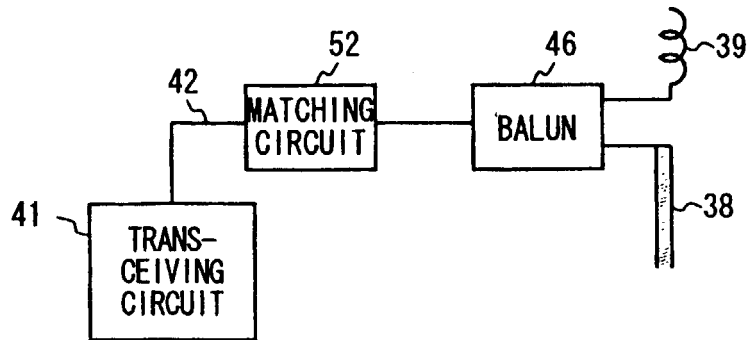 39
52
46
42
MATCHING
CIRCUIT
BALUN
41
TRANS-
CEIVING
CIRCUIT
38